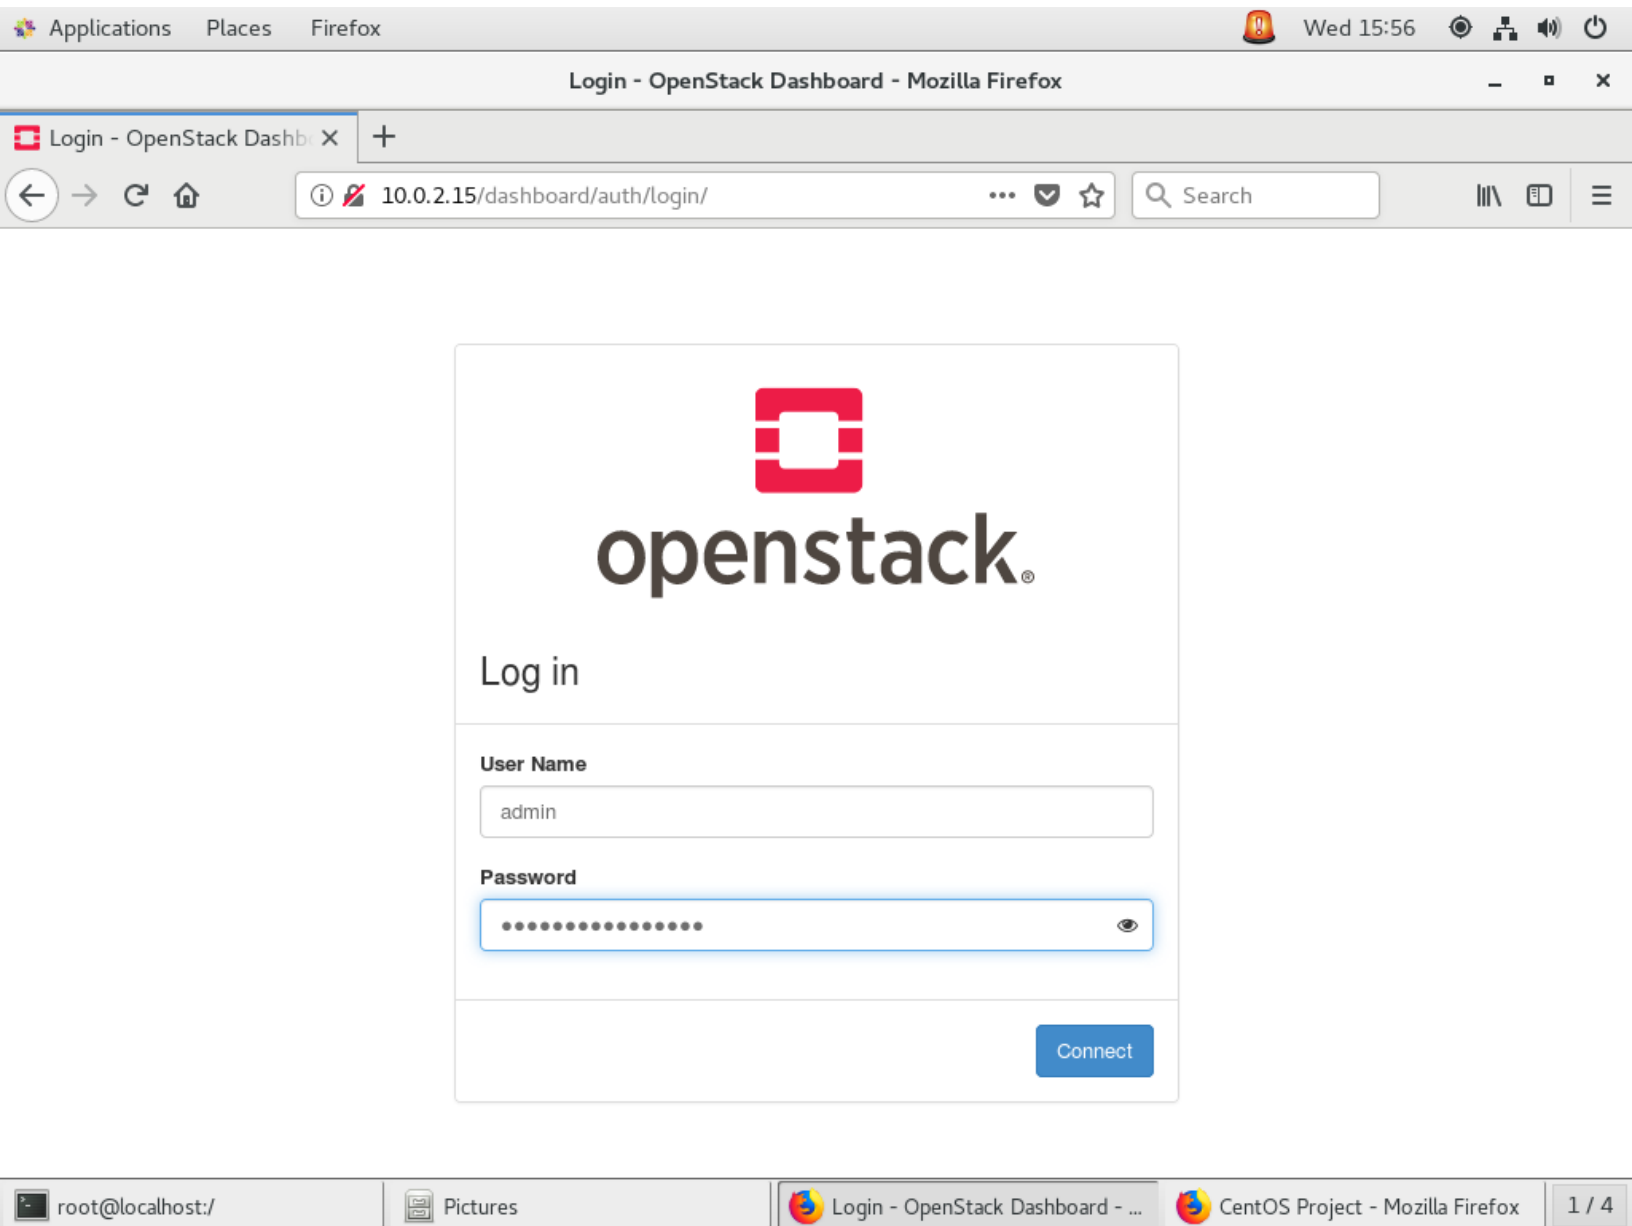 Applications Places Firefox Wed 15:56
Login - OpenStack Dashboard - Mozilla Firefox
Login - OpenStack Dashb
10.0.2.15/dashboard/auth/login/ Search
openstack.®
Log in
User Name
admin
Password
••••••••••••••••
Connect
root@localhost:/ Pictures Login - OpenStack Dashboard - ... CentOS Project - Mozilla Firefox 1 / 4